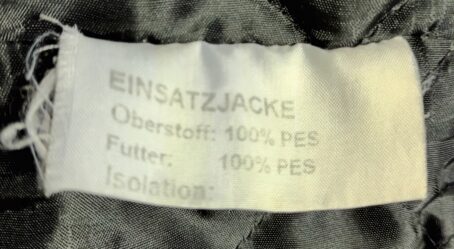 EINSATZJACKE
Oberstoff: 100% PES
Futter: 100% PES
Isolation: